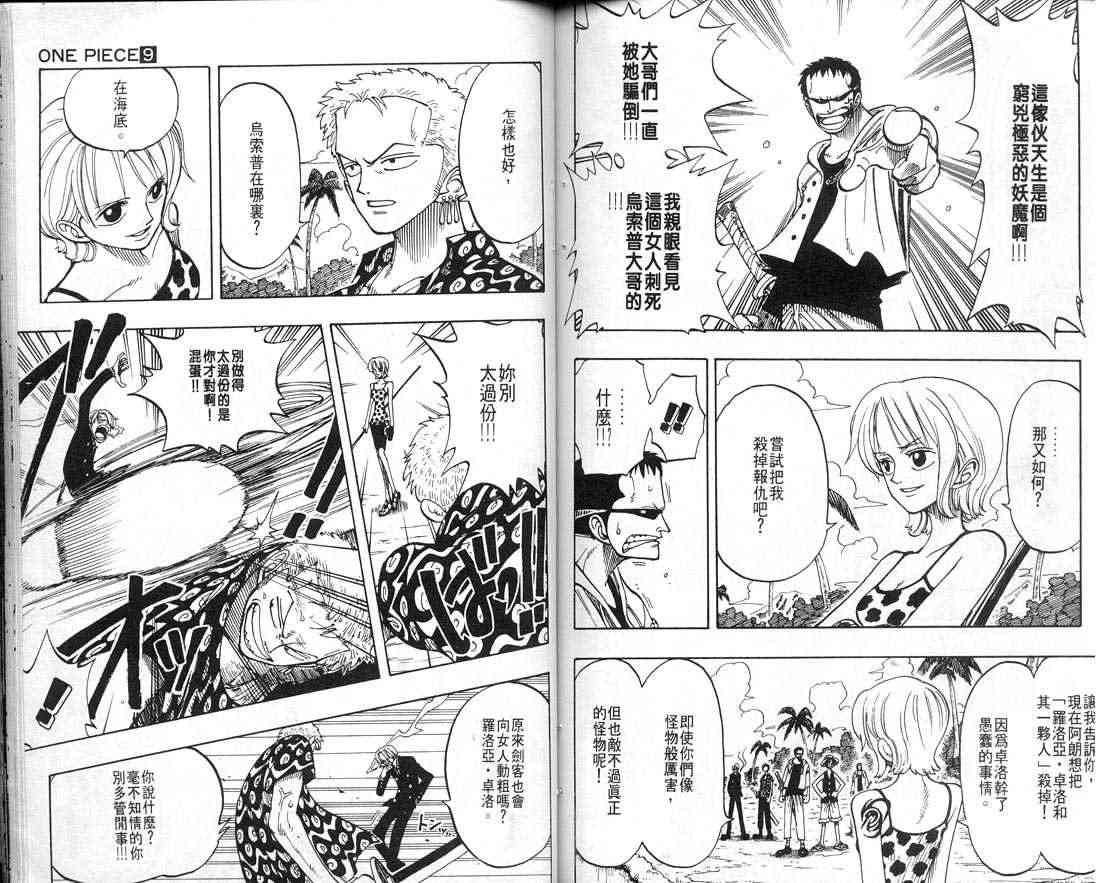 這傢伙天生是個
窮兇極惡的妖魔啊!!!
大哥們一直
被她騙倒!!!
我親眼看見
這個女人刺死
烏索普大哥的
!!!
那又如何?
嘗試把我
殺掉報仇吧?
!!
……
什麼!!?
讓我告訴你，
現在阿朗想把
「羅洛亞・卓洛和
其一夥人」殺掉!
因爲卓洛幹了
愚蠢的事情。
即使你們像
怪物般厲害，
但也敵不過眞正
的怪物呢!
ONE PIECE 9
怎樣也好，
烏索普在哪裏?
在海底。
妳別
太過份!!!
ばっ!!
別做得
太過份的是
你才對啊!
混蛋!!
オッ!!
原來劍客也會
向女人動粗嗎?
羅洛亞・卓洛
トン
你說什麼?
毫不知情的你
別多管閒事!!!